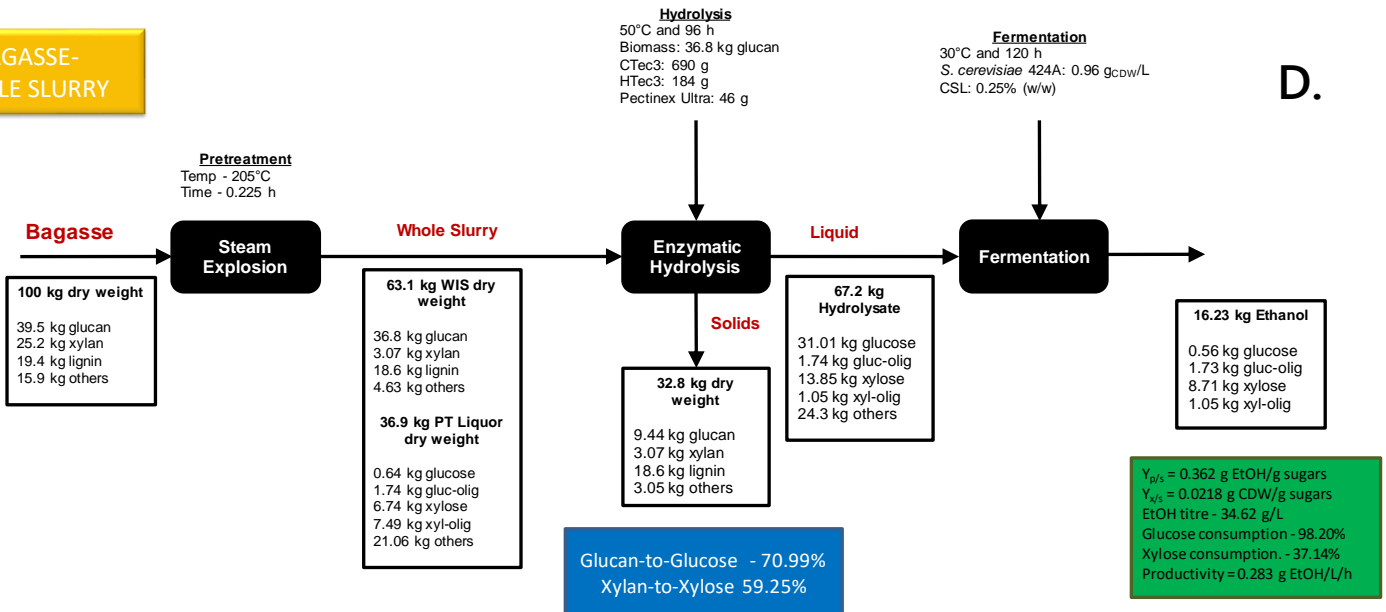 AGASSE-
LE SLURRY
Hydrolysis
50°C and 96 h
Biomass: 36.8 kg glucan
CTec3: 690 g
HTec3: 184 g
Pectinex Ultra: 46 g
Fermentation
30°C and 120 h
S. cerevisiae 424A: 0.96 gCDW/L
CSL: 0.25% (w/w)
D.
Pretreatment
Temp - 205°C
Time - 0.225 h
Bagasse
Steam
Explosion
Whole Slurry
Enzymatic
Hydrolysis
Liquid
Fermentation
100 kg dry weight
39.5 kg glucan
25.2 kg xylan
19.4 kg lignin
15.9 kg others
63.1 kg WIS dry
weight
36.8 kg glucan
3.07 kg xylan
18.6 kg lignin
4.63 kg others
36.9 kg PT Liquor
dry weight
0.64 kg glucose
1.74 kg gluc-olig
6.74 kg xylose
7.49 kg xyl-olig
21.06 kg others
Solids
32.8 kg dry
weight
9.44 kg glucan
3.07 kg xylan
18.6 kg lignin
3.05 kg others
67.2 kg
Hydrolysate
31.01 kg glucose
1.74 kg gluc-olig
13.85 kg xylose
1.05 kg xyl-olig
24.3 kg others
16.23 kg Ethanol
0.56 kg glucose
1.73 kg gluc-olig
8.71 kg xylose
1.05 kg xyl-olig
Glucan-to-Glucose - 70.99%
Xylan-to-Xylose 59.25%
Yp/s = 0.362 g EtOH/g sugars
Yx/s = 0.0218 g CDW/g sugars
EtOH titre - 34.62 g/L
Glucose consumption - 98.20%
Xylose consumption. - 37.14%
Productivity = 0.283 g EtOH/L/h